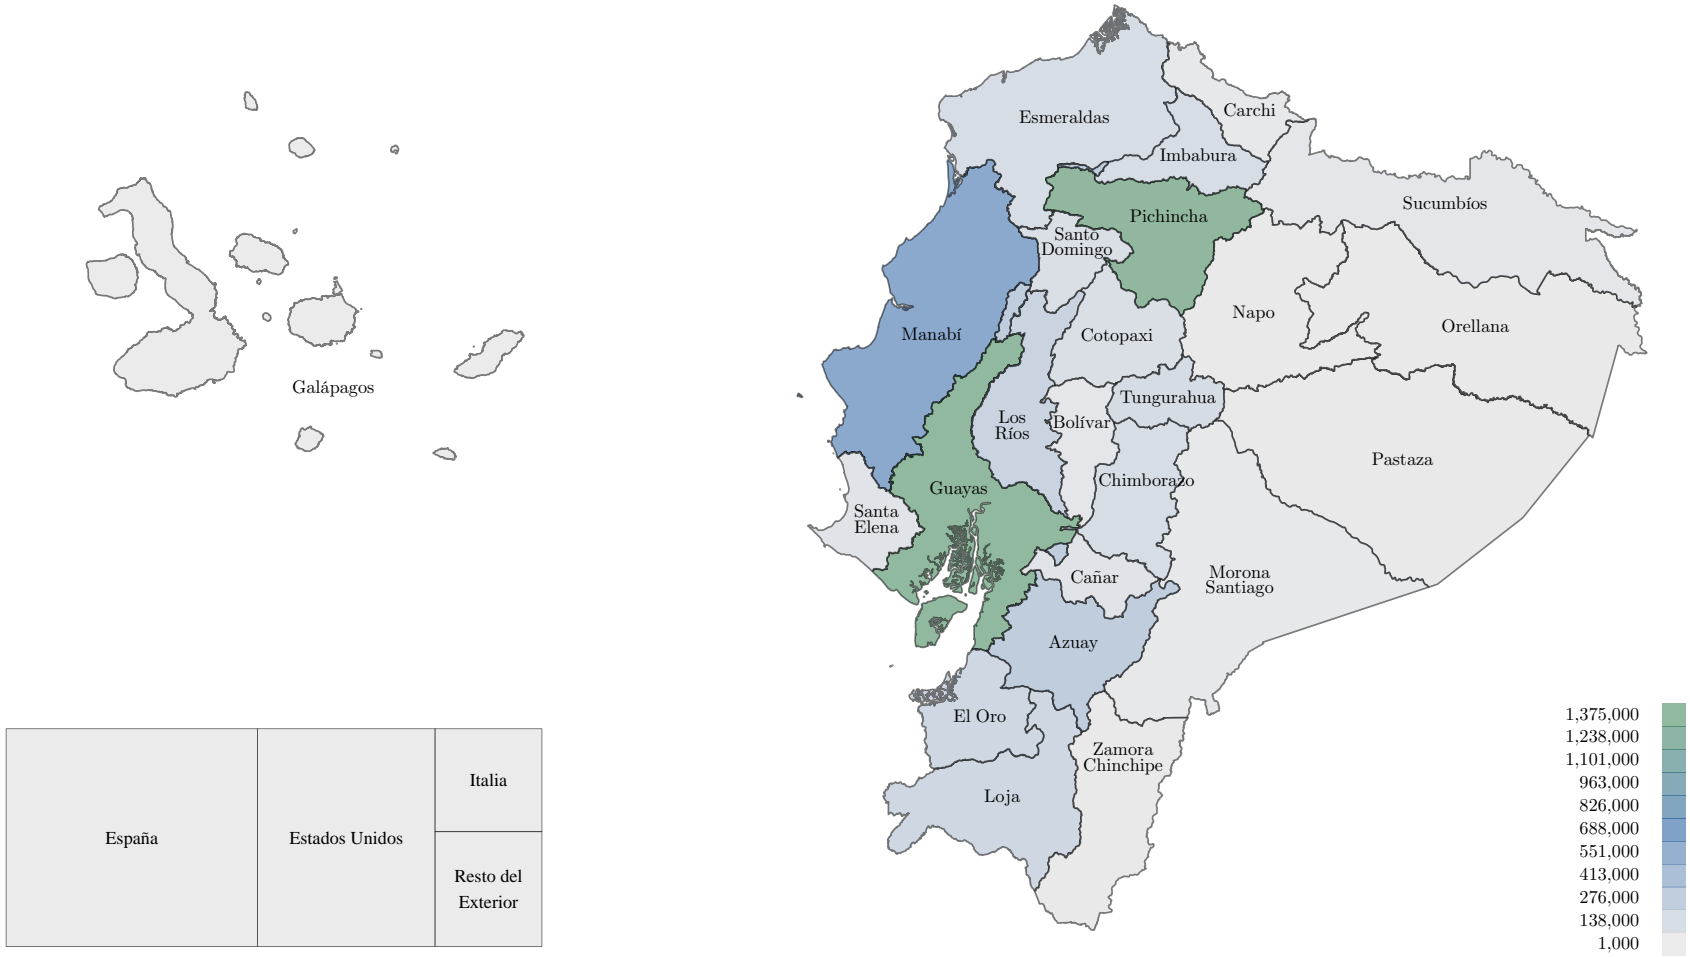 Esmeraldas
Carchi
Imbabura
Sucumbíos
Pichincha
Santo
Domingo
Napo
Orellana
Manabí
Cotopaxi
Galápagos
Tungurahua
Los
Ríos
Bolívar
Pastaza
Chimborazo
Guayas
Santa
Elena
Cañar
Morona
Santiago
Azuay
El Oro
Zamora
Chinchipe
Loja
España
Estados Unidos
Italia
Resto del
Exterior
1,375,000
1,238,000
1,101,000
963,000
826,000
688,000
551,000
413,000
276,000
138,000
1,000